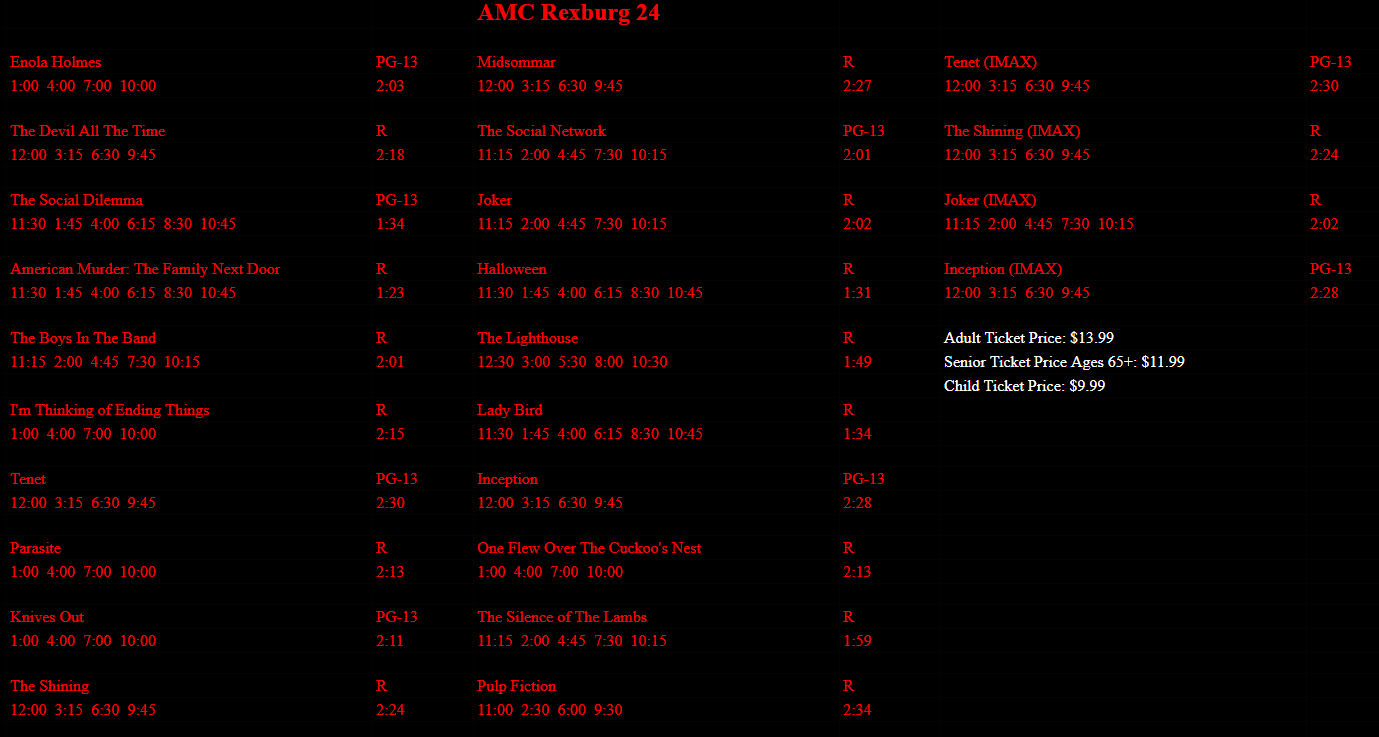 AMC Rexburg 24
Enola Holmes PG-13
1:00 4:00 7:00 10:00 2:03
The Devil All The Time R
12:00 3:15 6:30 9:45 2:18
The Social Dilemma PG-13
11:30 1:45 4:00 6:15 8:30 10:45 1:34
American Murder: The Family Next Door R
11:30 1:45 4:00 6:15 8:30 10:45 1:23
The Boys In The Band R
11:15 2:00 4:45 7:30 10:15 2:01
I'm Thinking of Ending Things R
1:00 4:00 7:00 10:00 2:15
Tenet PG-13
12:00 3:15 6:30 9:45 2:30
Parasite R
1:00 4:00 7:00 10:00 2:13
Knives Out PG-13
1:00 4:00 7:00 10:00 2:11
The Shining R
12:00 3:15 6:30 9:45 2:24
Midsommar R
12:00 3:15 6:30 9:45 2:27
The Social Network PG-13
11:15 2:00 4:45 7:30 10:15 2:01
Joker R
11:15 2:00 4:45 7:30 10:15 2:02
Halloween R
11:30 1:45 4:00 6:15 8:30 10:45 1:31
The Lighthouse R
12:30 3:00 5:30 8:00 10:30 1:49
Lady Bird R
11:30 1:45 4:00 6:15 8:30 10:45 1:34
Inception PG-13
12:00 3:15 6:30 9:45 2:28
One Flew Over The Cuckoo's Nest R
1:00 4:00 7:00 10:00 2:13
The Silence of The Lambs R
11:15 2:00 4:45 7:30 10:15 1:59
Pulp Fiction R
11:00 2:30 6:00 9:30 2:34
Tenet (IMAX) PG-13
12:00 3:15 6:30 9:45 2:30
The Shining (IMAX) R
12:00 3:15 6:30 9:45 2:24
Joker (IMAX) R
11:15 2:00 4:45 7:30 10:15 2:02
Inception (IMAX) PG-13
12:00 3:15 6:30 9:45 2:28
Adult Ticket Price: $13.99
Senior Ticket Price Ages 65+: $11.99
Child Ticket Price: $9.99